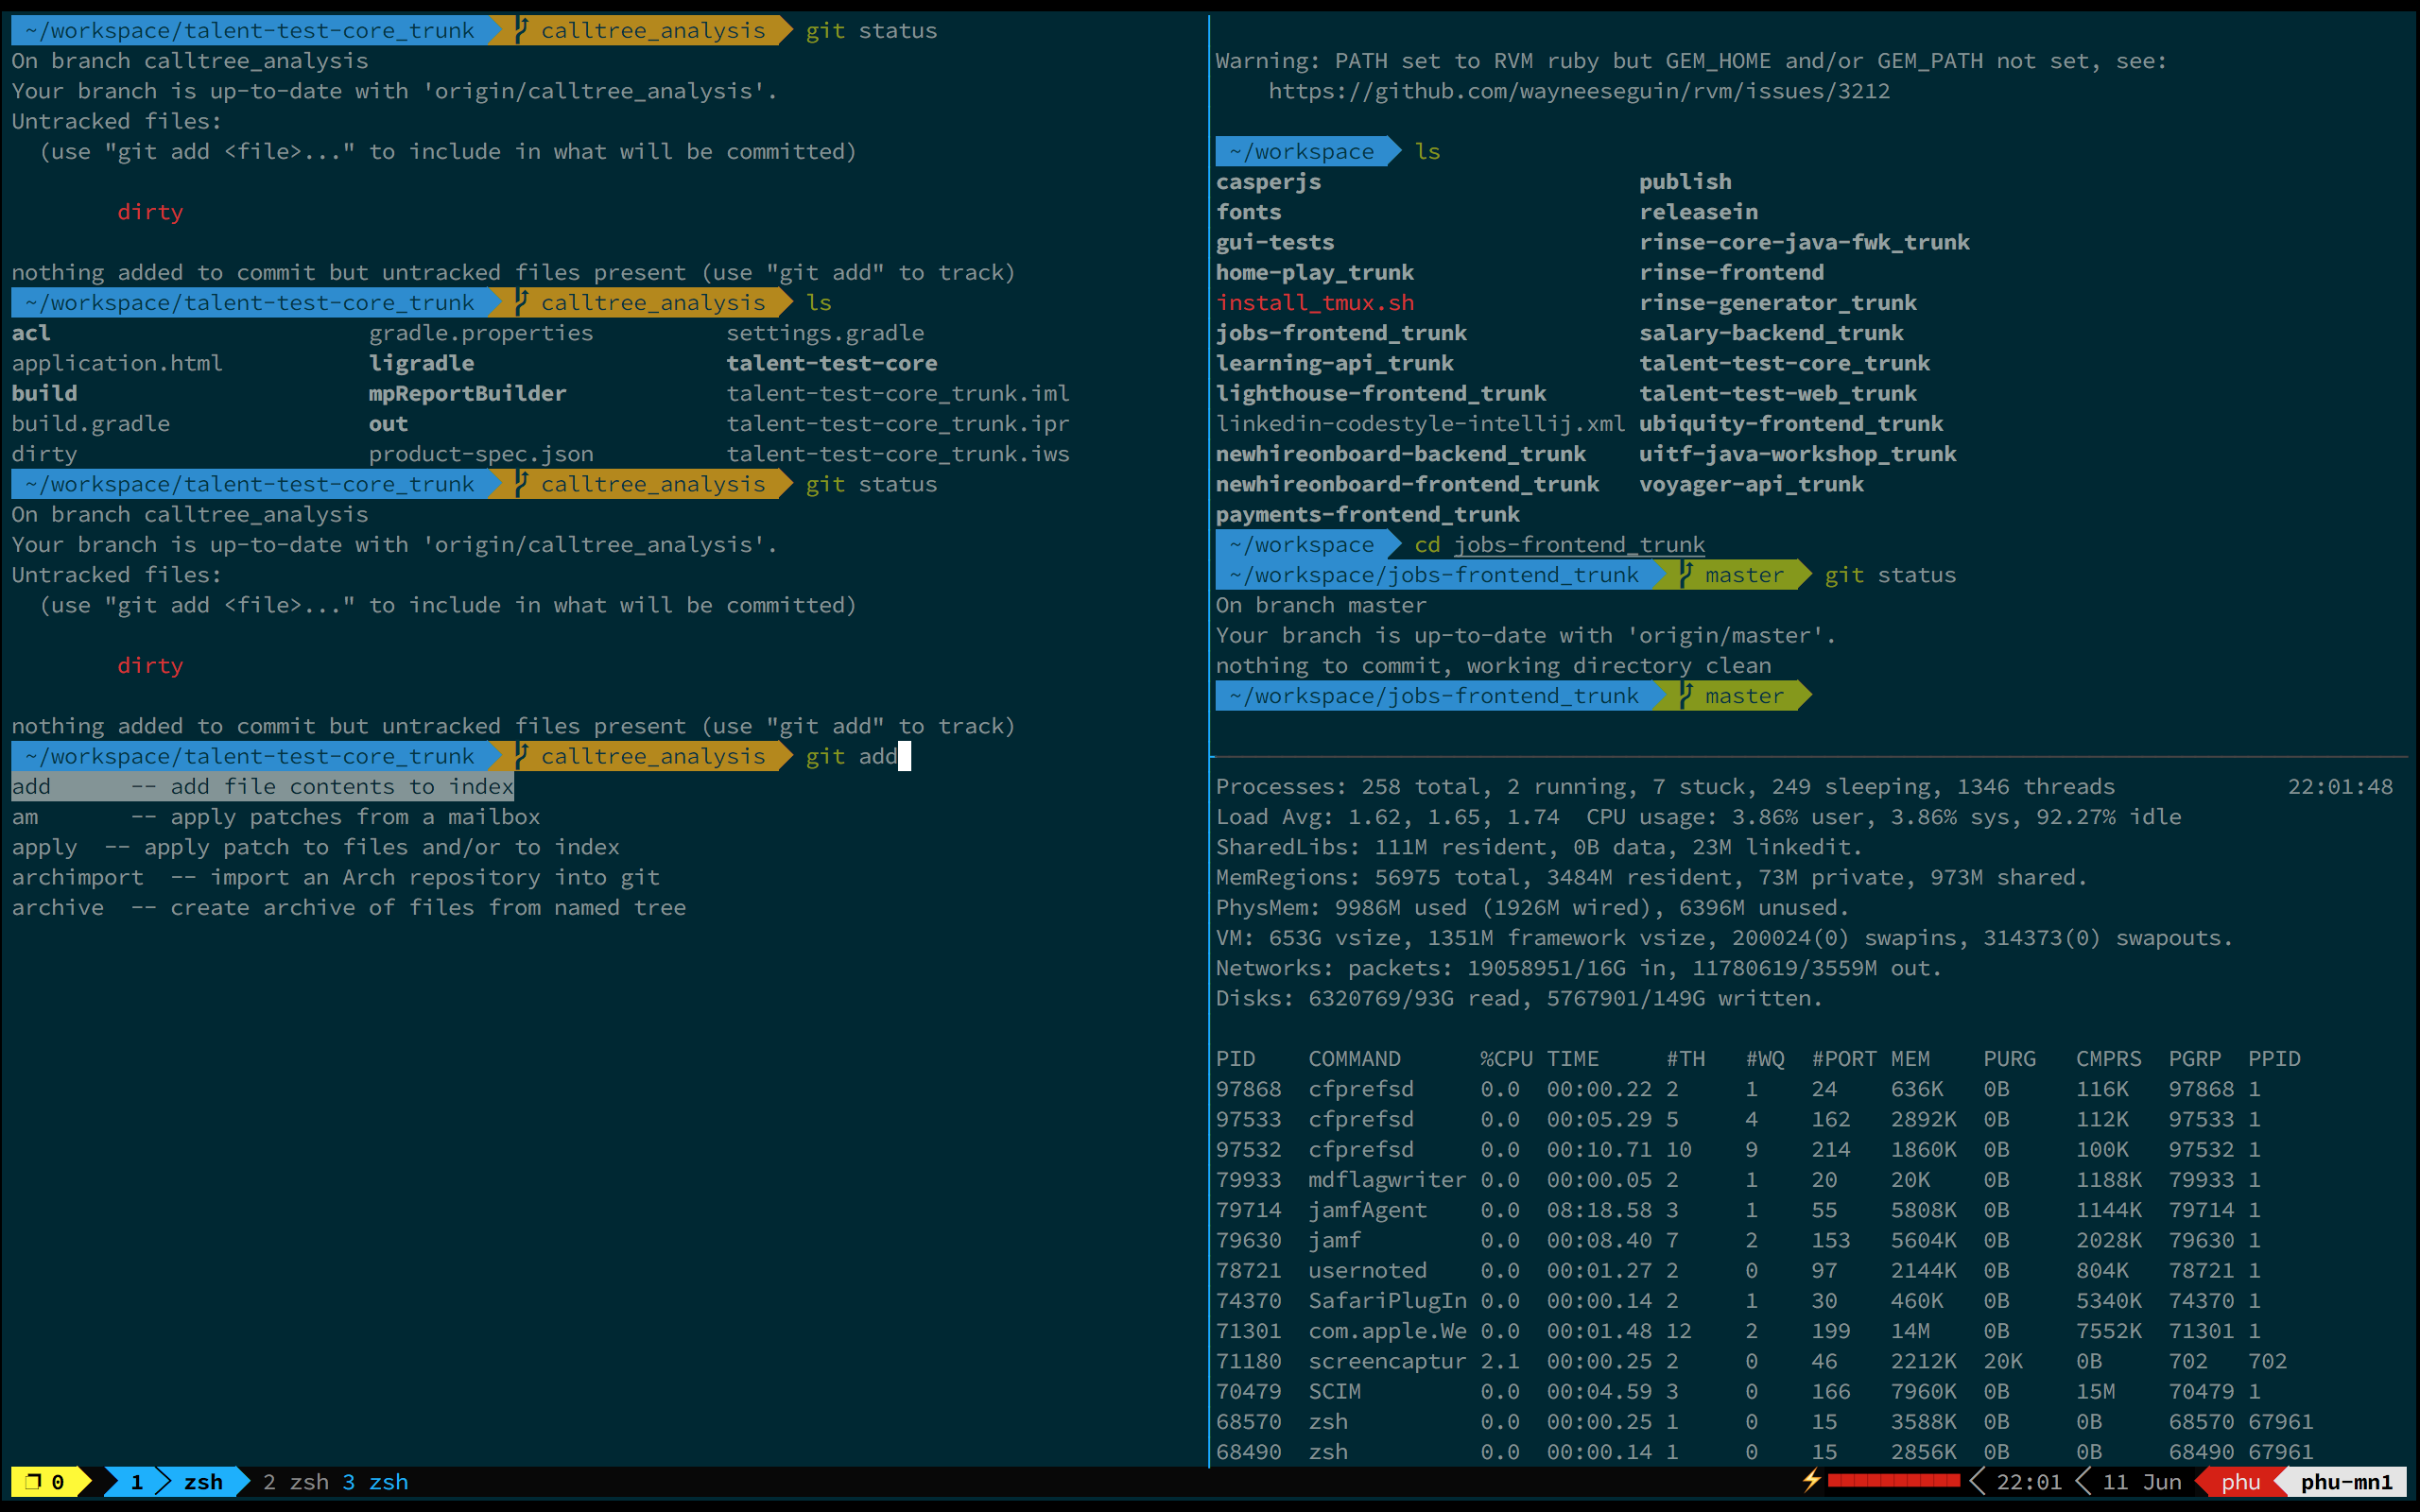 ~/workspace/talent-test-core_trunk calltree_analysis git status
On branch calltree_analysis
Your branch is up-to-date with 'origin/calltree_analysis'.
Untracked files:
  (use "git add <file>..." to include in what will be committed)
        dirty
nothing added to commit but untracked files present (use "git add" to track)
~/workspace/talent-test-core_trunk calltree_analysis ls
acl gradle.properties settings.gradle
application.html ligradle talent-test-core
build mpReportBuilder talent-test-core_trunk.iml
build.gradle out talent-test-core_trunk.ipr
dirty product-spec.json talent-test-core_trunk.iws
~/workspace/talent-test-core_trunk calltree_analysis git status
On branch calltree_analysis
Your branch is up-to-date with 'origin/calltree_analysis'.
Untracked files:
  (use "git add <file>..." to include in what will be committed)
        dirty
nothing added to commit but untracked files present (use "git add" to track)
~/workspace/talent-test-core_trunk calltree_analysis git add
add -- add file contents to index
am -- apply patches from a mailbox
apply -- apply patch to files and/or to index
archimport -- import an Arch repository into git
archive -- create archive of files from named tree
Warning: PATH set to RVM ruby but GEM_HOME and/or GEM_PATH not set, see:
    https://github.com/wayneeseguin/rvm/issues/3212
~/workspace ls
casperjs publish
fonts releasein
gui-tests rinse-core-java-fwk_trunk
home-play_trunk rinse-frontend
install_tmux.sh rinse-generator_trunk
jobs-frontend_trunk salary-backend_trunk
learning-api_trunk talent-test-core_trunk
lighthouse-frontend_trunk talent-test-web_trunk
linkedin-codestyle-intellij.xml ubiquity-frontend_trunk
newhireonboard-backend_trunk uitf-java-workshop_trunk
newhireonboard-frontend_trunk voyager-api_trunk
payments-frontend_trunk
~/workspace cd jobs-frontend_trunk
~/workspace/jobs-frontend_trunk master git status
On branch master
Your branch is up-to-date with 'origin/master'.
nothing to commit, working directory clean
~/workspace/jobs-frontend_trunk master
Processes: 258 total, 2 running, 7 stuck, 249 sleeping, 1346 threads 22:01:48
Load Avg: 1.62, 1.65, 1.74 CPU usage: 3.86% user, 3.86% sys, 92.27% idle
SharedLibs: 111M resident, 0B data, 23M linkedit.
MemRegions: 56975 total, 3484M resident, 73M private, 973M shared.
PhysMem: 9986M used (1926M wired), 6396M unused.
VM: 653G vsize, 1351M framework vsize, 200024(0) swapins, 314373(0) swapouts.
Networks: packets: 19058951/16G in, 11780619/3559M out.
Disks: 6320769/93G read, 5767901/149G written.
PID COMMAND %CPU TIME #TH #WQ #PORT MEM PURG CMPRS PGRP PPID
97868 cfprefsd 0.0 00:00.22 2 1 24 636K 0B 116K 97868 1
97533 cfprefsd 0.0 00:05.29 5 4 162 2892K 0B 112K 97533 1
97532 cfprefsd 0.0 00:10.71 10 9 214 1860K 0B 100K 97532 1
79933 mdflagwriter 0.0 00:00.05 2 1 20 20K 0B 1188K 79933 1
79714 jamfAgent 0.0 08:18.58 3 1 55 5808K 0B 1144K 79714 1
79630 jamf 0.0 00:08.40 7 2 153 5604K 0B 2028K 79630 1
78721 usernoted 0.0 00:01.27 2 0 97 2144K 0B 804K 78721 1
74370 SafariPlugIn 0.0 00:00.14 2 1 30 460K 0B 5340K 74370 1
71301 com.apple.We 0.0 00:01.48 12 2 199 14M 0B 7552K 71301 1
71180 screencaptur 2.1 00:00.25 2 0 46 2212K 20K 0B 702 702
70479 SCIM 0.0 00:04.59 3 0 166 7960K 0B 15M 70479 1
68570 zsh 0.0 00:00.25 1 0 15 3588K 0B 0B 68570 67961
68490 zsh 0.0 00:00.14 1 0 15 2856K 0B 0B 68490 67961
❐ 0 1 zsh 2 zsh 3 zsh ⚡ 22:01 11 Jun phu phu-mn1